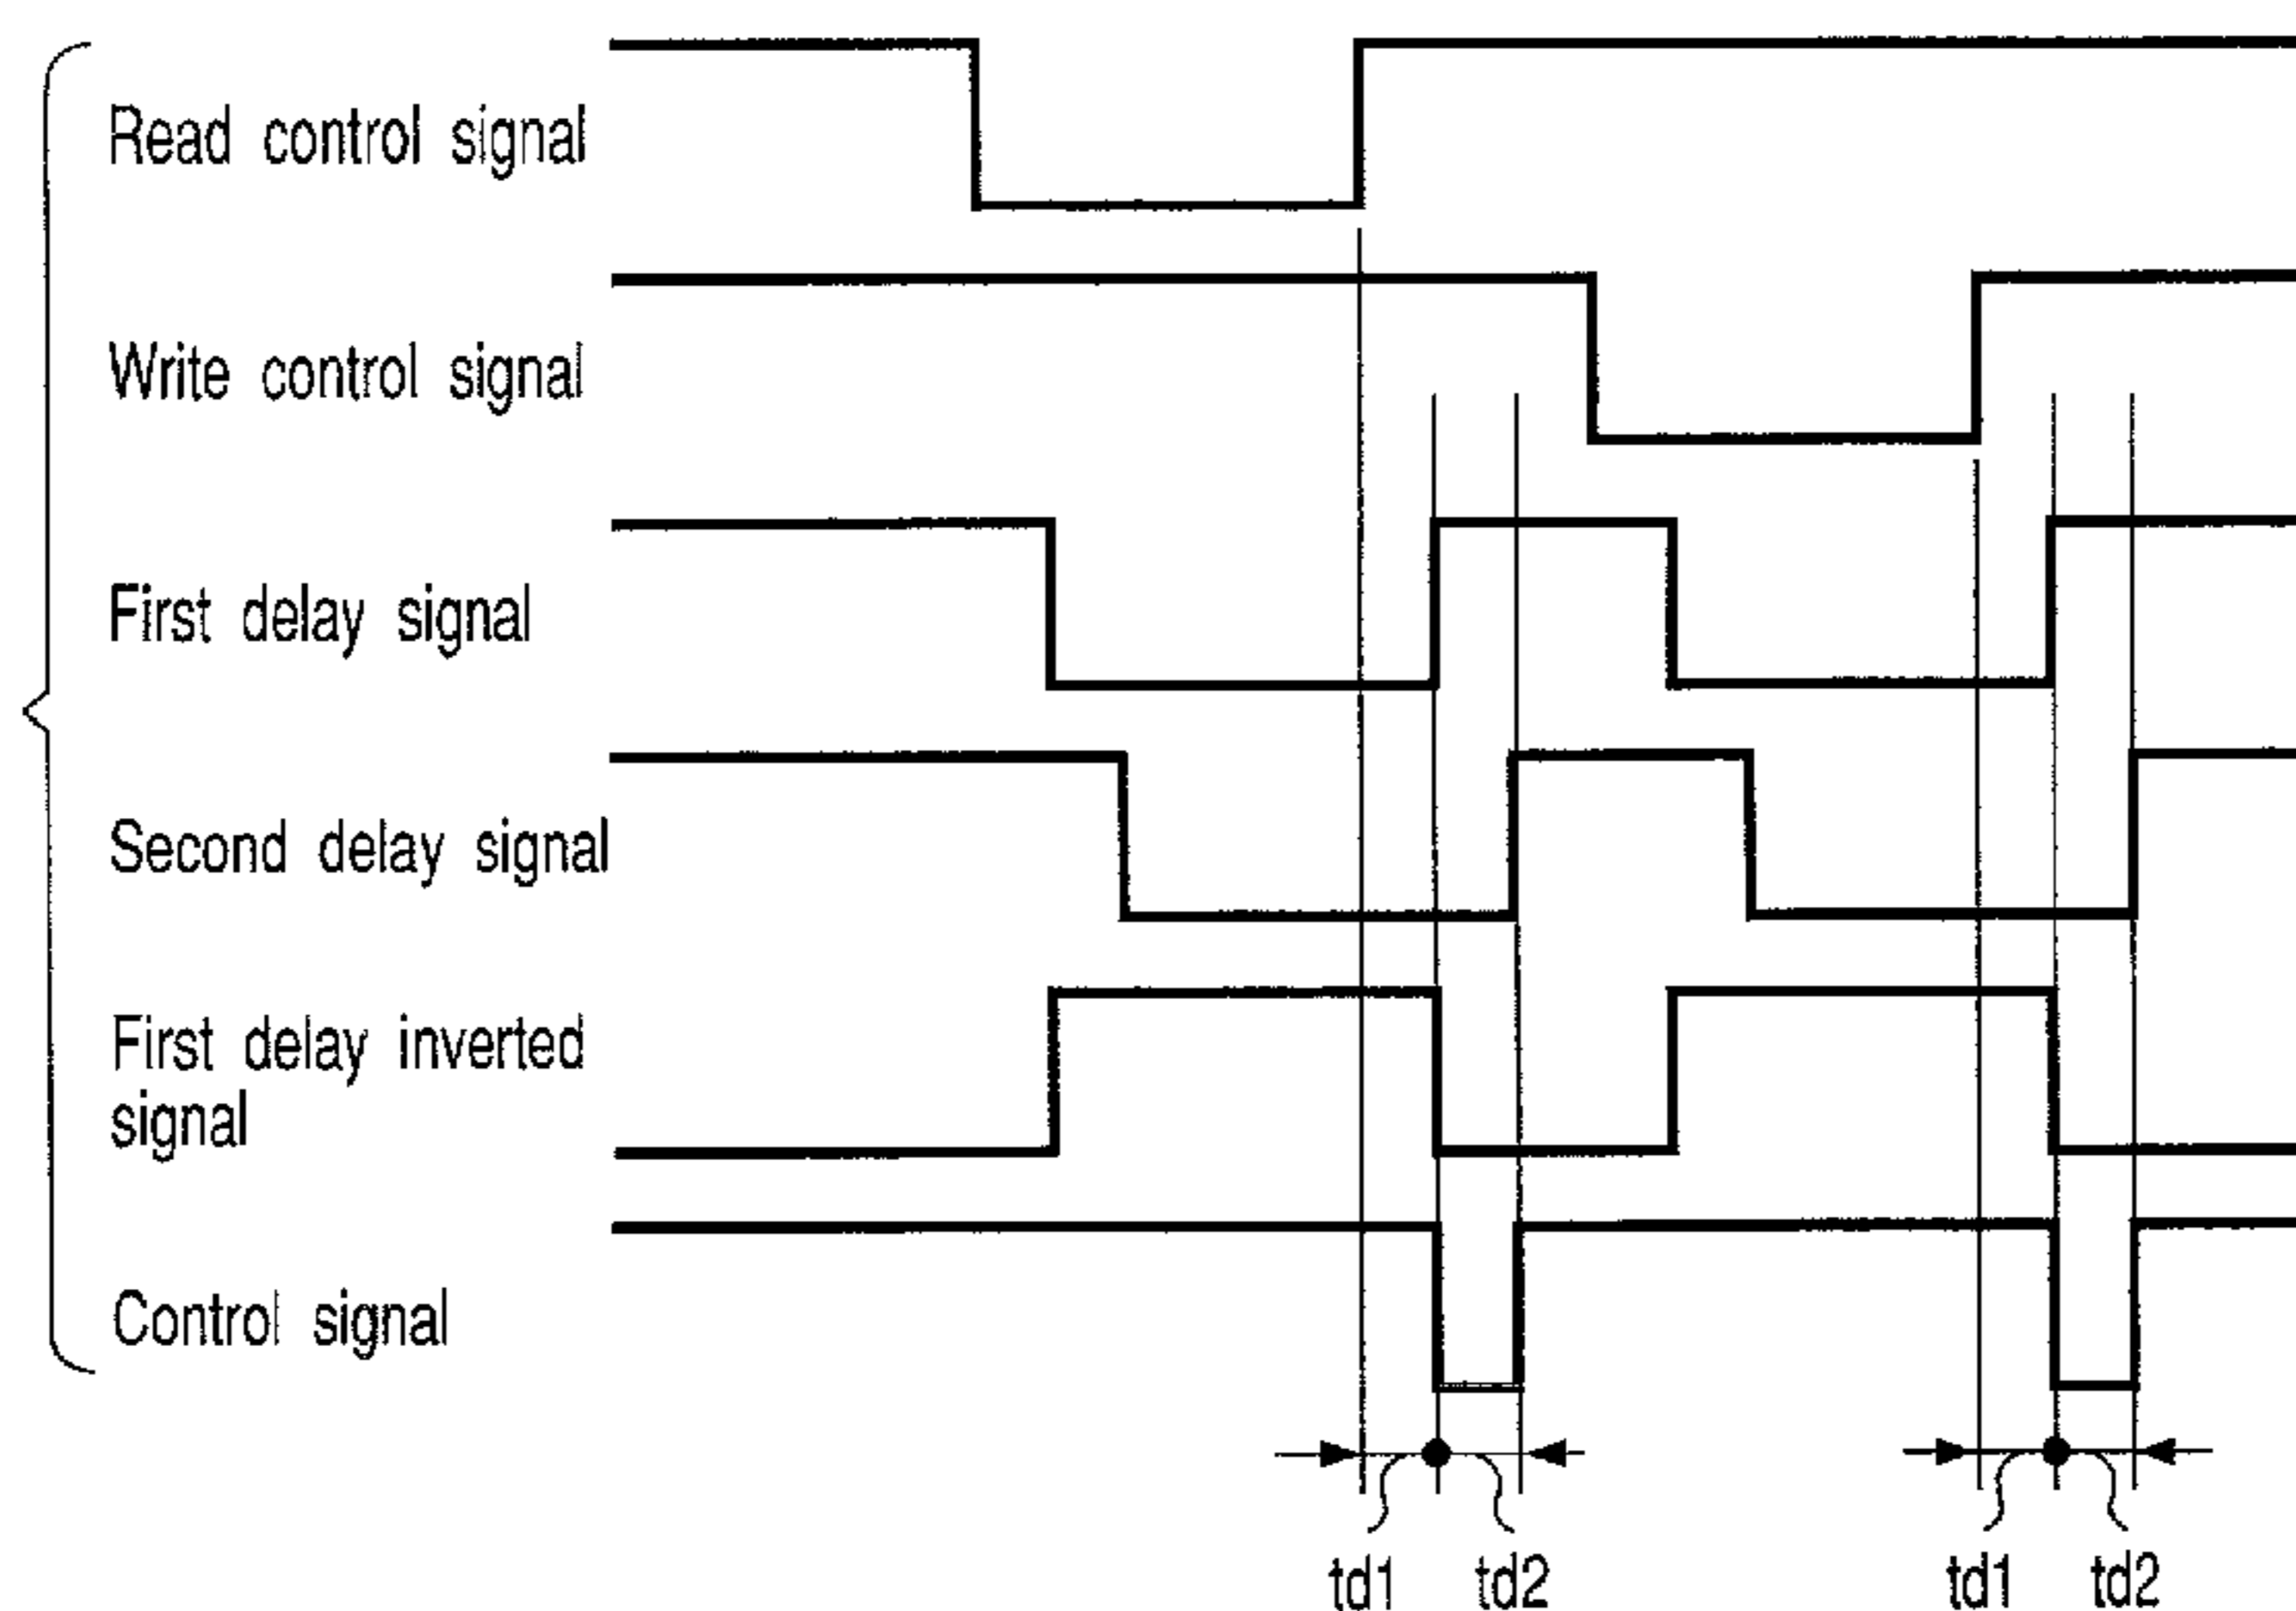 Read control signal
Write control signal
First delay signal
Second delay signal
First delay inverted
signal
Control signal
td1 td2 td1 td2